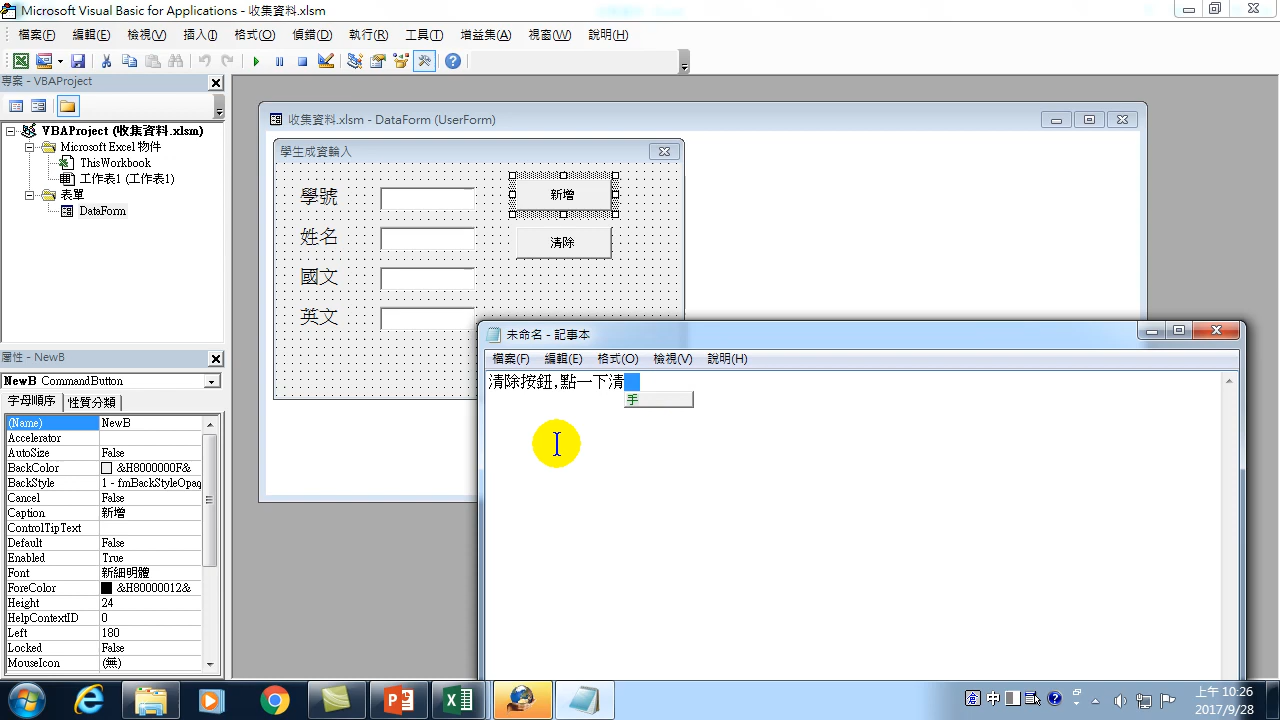 Microsoft Visual Basic for Applications - 收集資料.xlsm
檔案(F) 編輯(E) 檢視(V) 插入(I) 格式(O) 偵錯(D) 執行(R) 工具(T) 增益集(A) 視窗(W) 說明(H)
專案 - VBAProject
VBAProject (收集資料.xlsm)
Microsoft Excel 物件
ThisWorkbook
工作表1 (工作表1)
表單
DataForm
收集資料.xlsm - DataForm (UserForm)
學生成資輸入
學號
新增
姓名
清除
國文
英文
未命名 - 記事本
檔案(F) 編輯(E) 格式(O) 檢視(V) 說明(H)
清除按鈕,點一下清
手
屬性 - NewB
NewB CommandButton
字母順序 性質分類
(Name) NewB
Accelerator
AutoSize False
BackColor &H8000000F&
BackStyle 1 - fmBackStyleOpaq
Cancel False
Caption 新增
ControlTipText
Default False
Enabled True
Font 新細明體
ForeColor &H80000012&
Height 24
HelpContextID 0
Left 180
Locked False
MouseIcon (無)
中
上午 10:26
2017/9/28